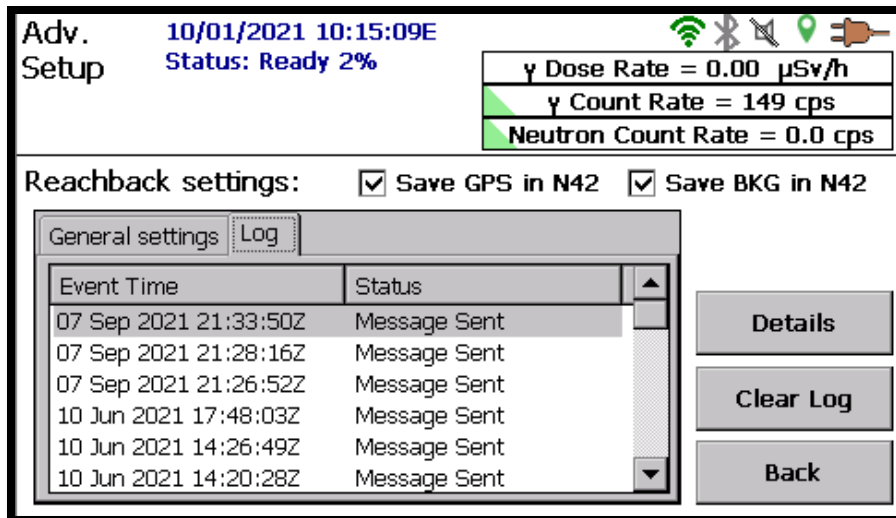 Adv. Setup
10/01/2021 10:15:09E
Status: Ready 2%
γ Dose Rate = 0.00 µSv/h
γ Count Rate = 149 cps
Neutron Count Rate = 0.0 cps
Reachback settings: Save GPS in N42 Save BKG in N42
General settings Log
Event Time Status
07 Sep 2021 21:33:50Z Message Sent
07 Sep 2021 21:28:16Z Message Sent
07 Sep 2021 21:26:52Z Message Sent
10 Jun 2021 17:48:03Z Message Sent
10 Jun 2021 14:26:49Z Message Sent
10 Jun 2021 14:20:28Z Message Sent
Details
Clear Log
Back